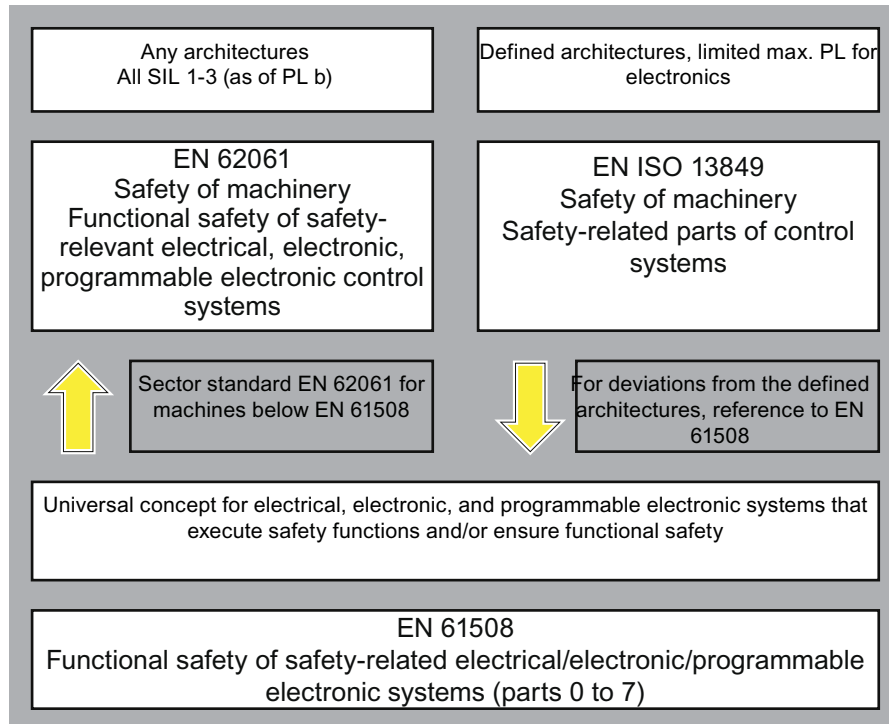 Any architectures
All SIL 1-3 (as of PL b)
Defined architectures, limited max. PL for
electronics
EN 62061
Safety of machinery
Functional safety of safety-
relevant electrical, electronic,
programmable electronic control
systems
EN ISO 13849
Safety of machinery
Safety-related parts of control
systems
Sector standard EN 62061 for
machines below EN 61508
For deviations from the defined
architectures, reference to EN
61508
Universal concept for electrical, electronic, and programmable electronic systems that
execute safety functions and/or ensure functional safety
EN 61508
Functional safety of safety-related electrical/electronic/programmable
electronic systems (parts 0 to 7)